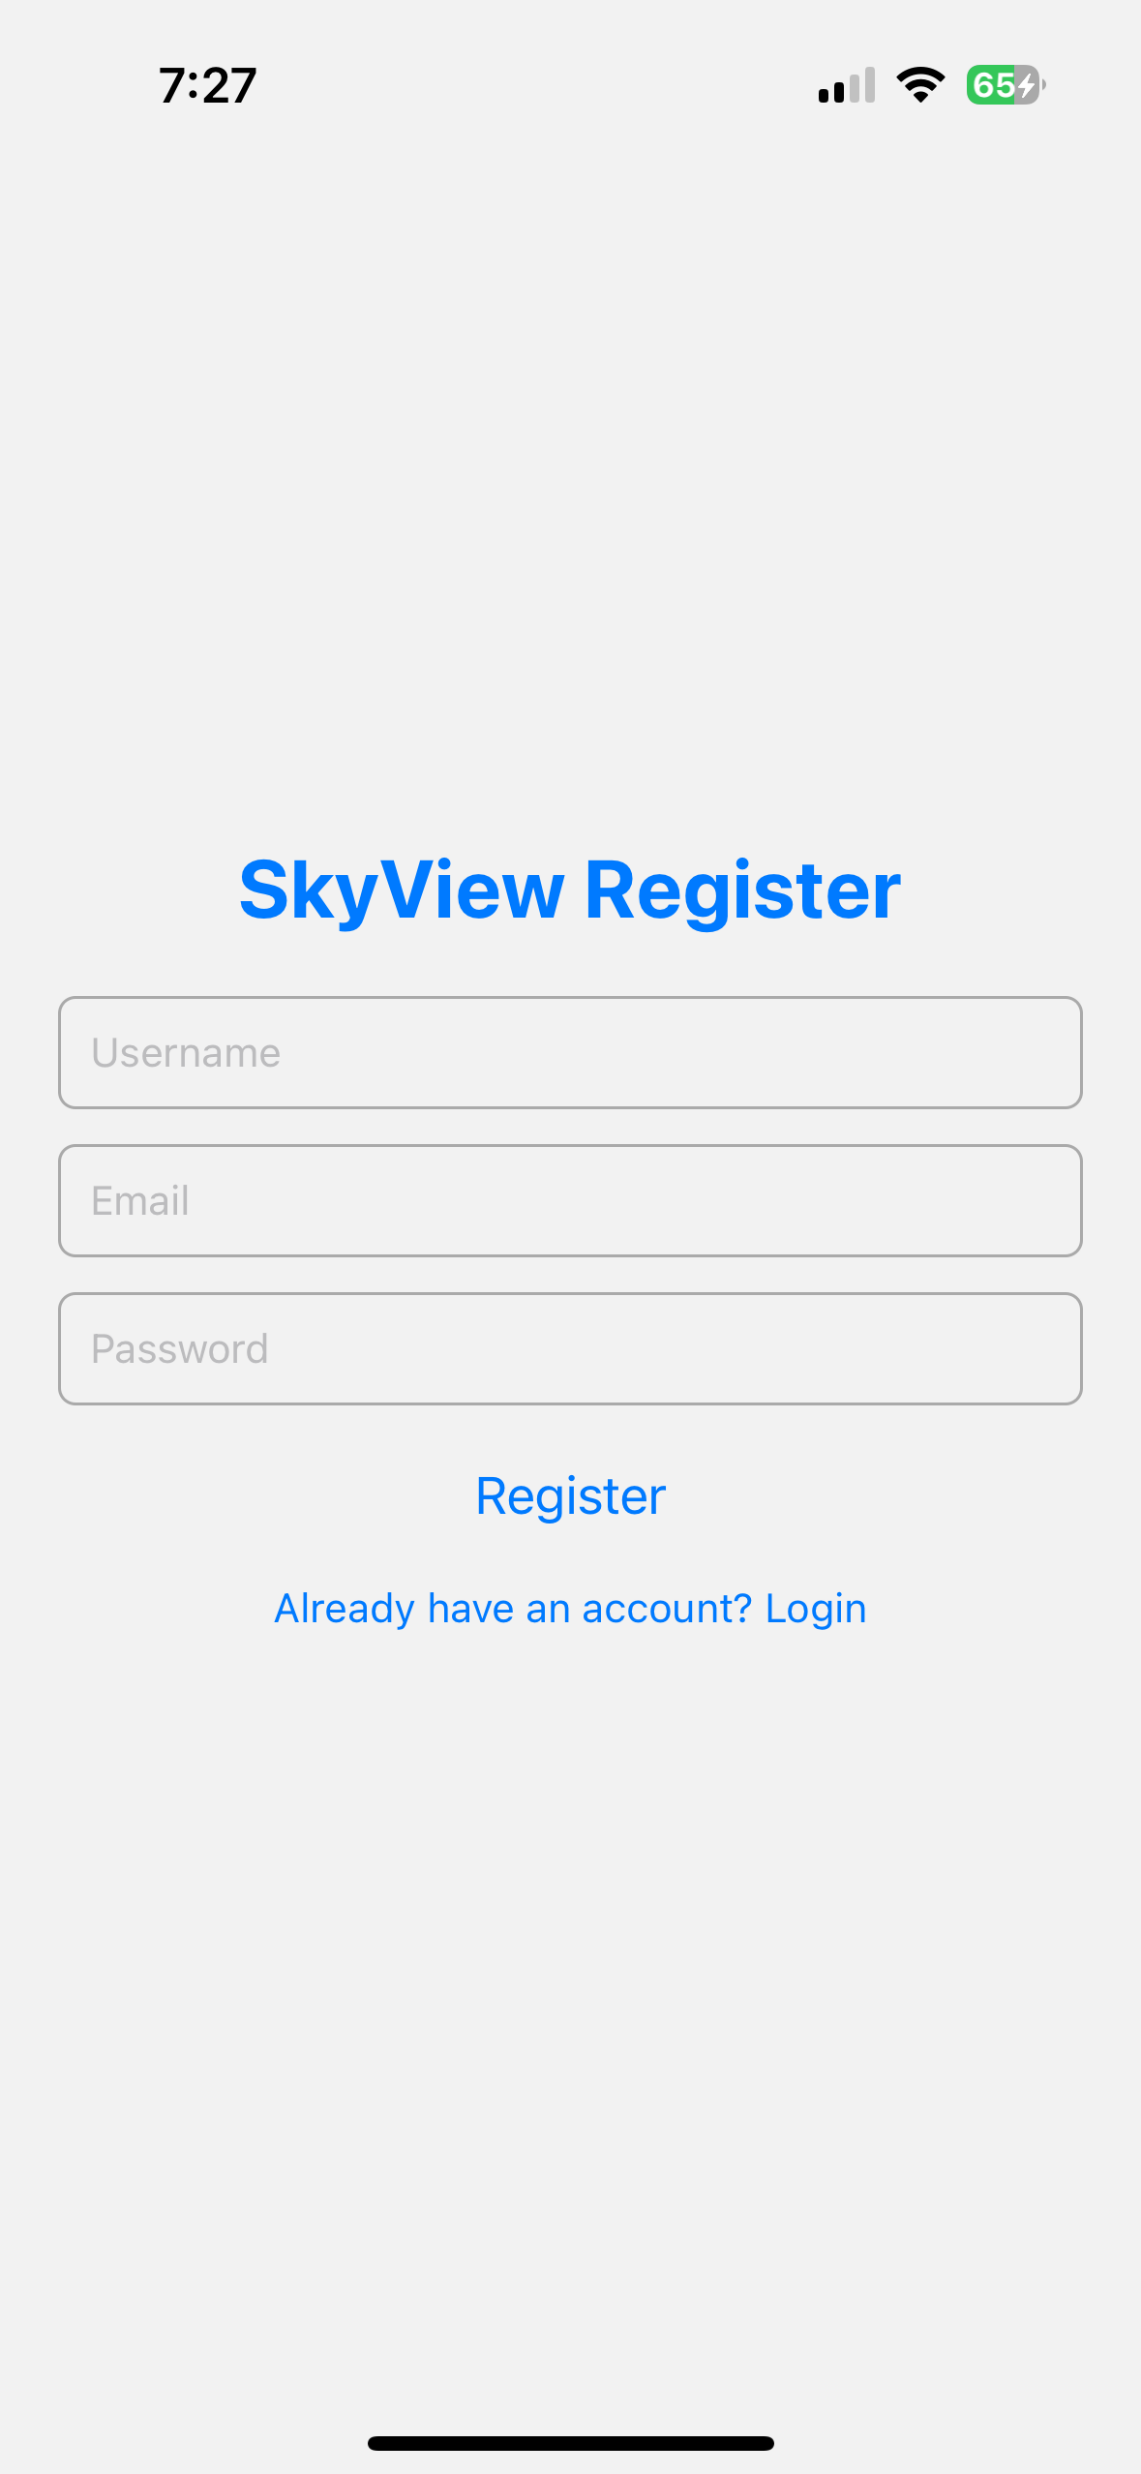 7:27
65
SkyView Register
Username
Email
Password
Register
Already have an account? Login